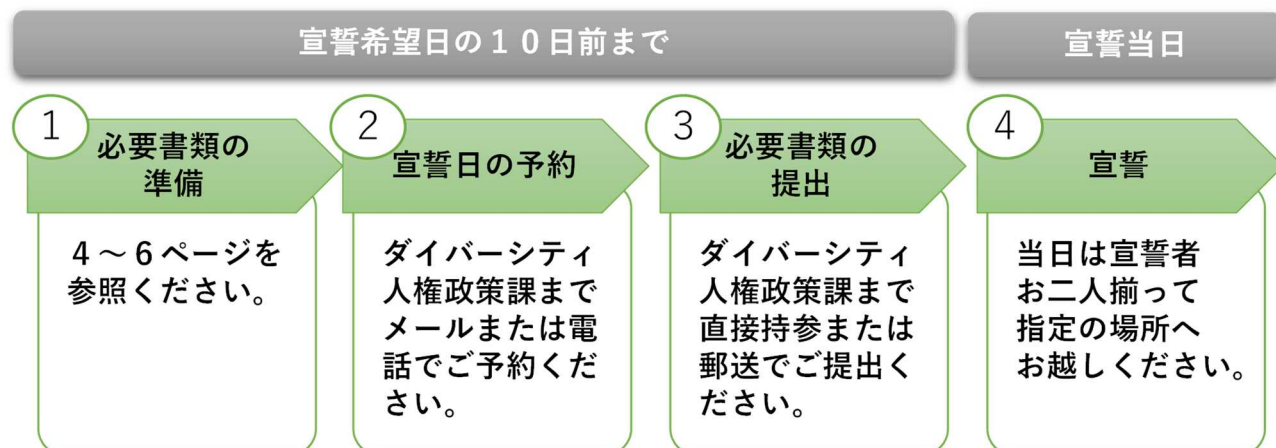 宣誓希望日の１０日前まで
宣誓当日
1
必要書類の
準備
4～6ページを
参照ください。
2
宣誓日の予約
ダイバーシティ
人権政策課まで
メールまたは電
話でご予約くだ
さい。
3
必要書類の
提出
ダイバーシティ
人権政策課まで
直接持参または
郵送でご提出く
ださい。
4
宣誓
当日は宣誓者
お二人揃って
指定の場所へ
お越しください。